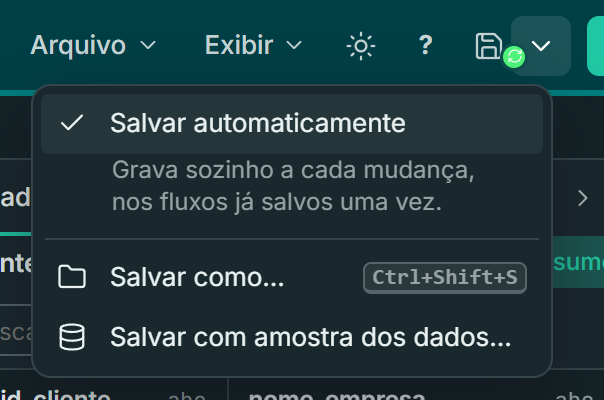 Arquivo Exibir ?
Salvar automaticamente
Grava sozinho a cada mudança,
nos fluxos já salvos uma vez.
Salvar como... Ctrl+Shift+S
Salvar com amostra dos dados...